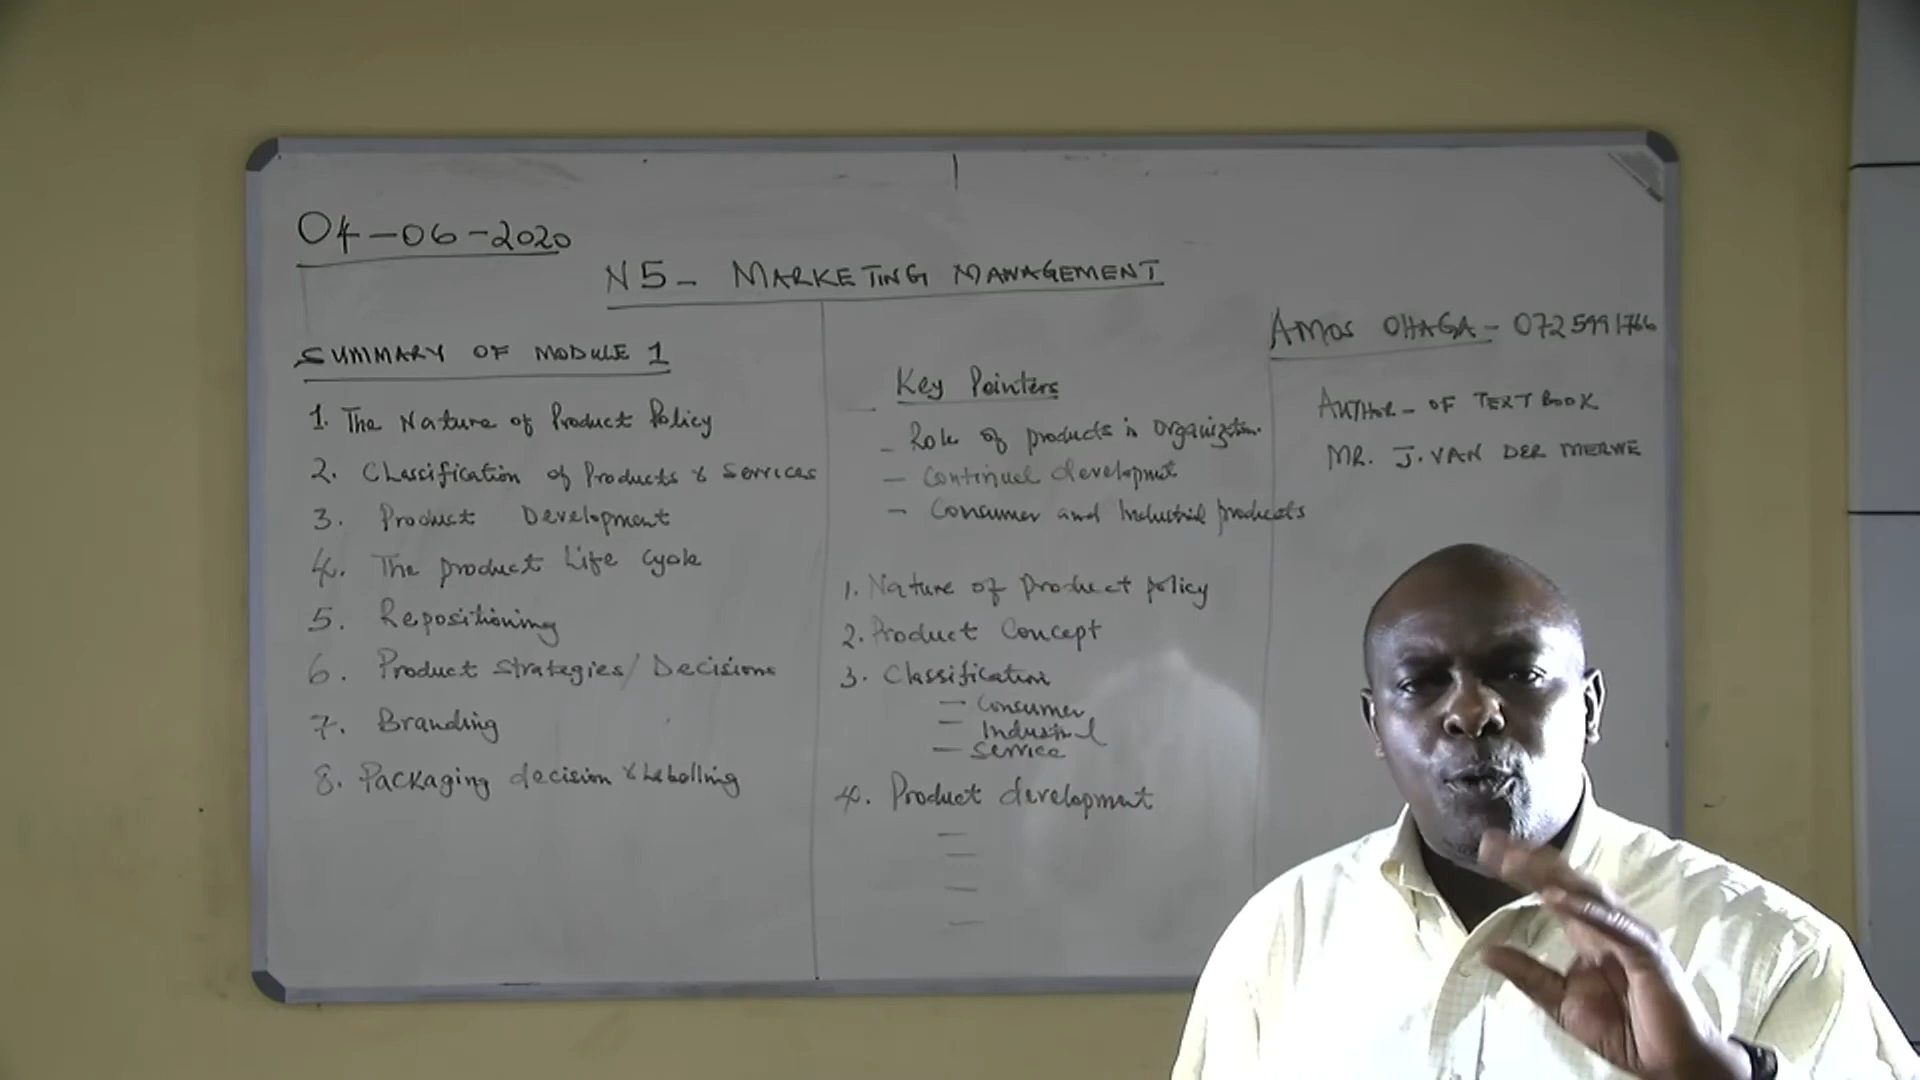 04-06-2020
N5- MARKETING MANAGEMENT
SUMMARY OF MODULE 1
1. The Nature of Product Policy
2. Classification of Products & Services
3. Product Development
4. The product Life cycle
5. Repositioning
6. Product strategies/Decisions
7. Branding
8. Packaging decision & Labelling
Key Pointers
- Role of products in Organization.
- Continuel development
- Consumer and Industrial products
1. Nature of product policy
2. Product Concept
3. Classification
- Consumer
- Industrial
- Service
4. Product development
AMOS OHAGA - 0725991766
AUTHOR - OF TEXTBOOK
MR. J. VAN DER MERWE